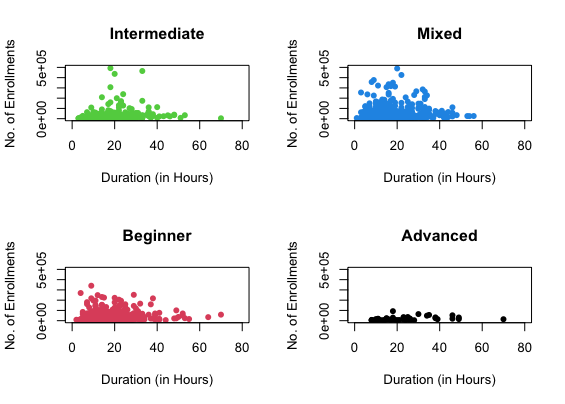 Intermediate
No. of Enrollments
5e+05
0e+00
0 20 40 60 80
Duration (in Hours)
Mixed
No. of Enrollments
5e+05
0e+00
0 20 40 60 80
Duration (in Hours)
Beginner
No. of Enrollments
5e+05
0e+00
0 20 40 60 80
Duration (in Hours)
Advanced
No. of Enrollments
5e+05
0e+00
0 20 40 60 80
Duration (in Hours)